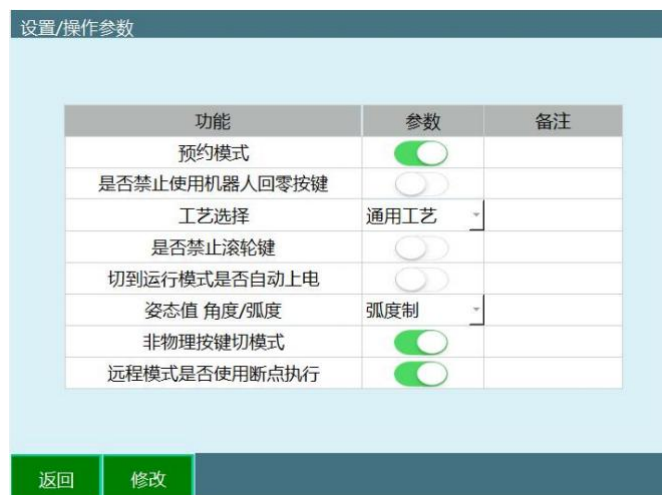 设置/操作参数
功能 参数 备注
预约模式
是否禁止使用机器人回零按键
工艺选择 通用工艺
是否禁止滚轮键
切到运行模式是否自动上电
姿态值 角度/弧度 弧度制
非物理按键切模式
远程模式是否使用断点执行
返回 修改